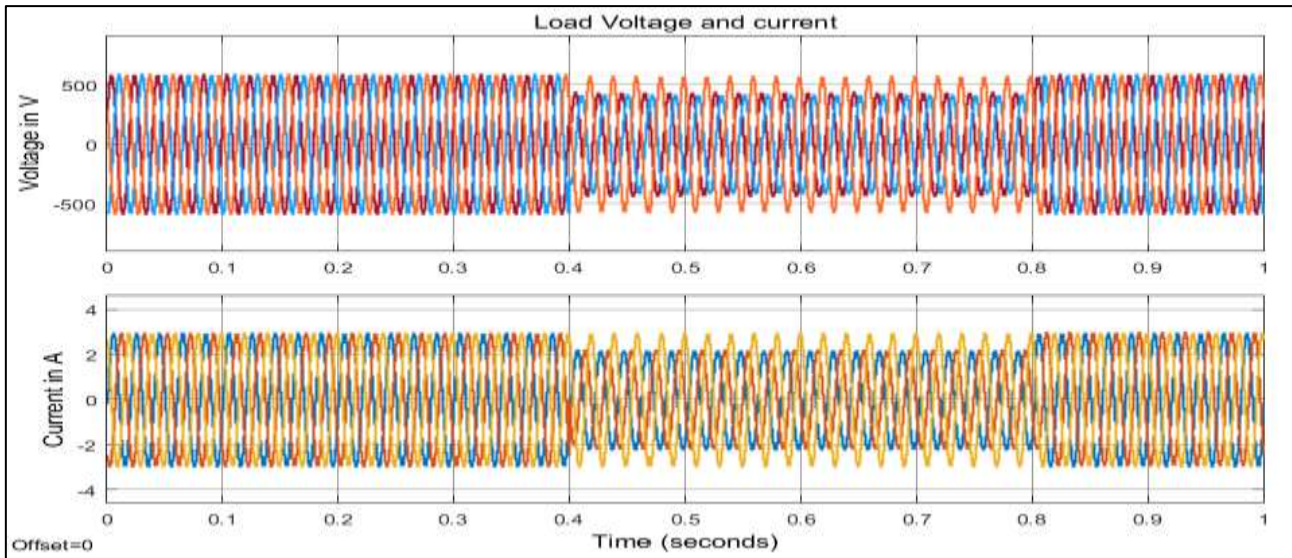 Load Voltage and current
Voltage in V
500
0
-500
0 0.1 0.2 0.3 0.4 0.5 0.6 0.7 0.8 0.9 1
Current in A
4
2
0
-2
-4
0 0.1 0.2 0.3 0.4 0.5 0.6 0.7 0.8 0.9 1
Offset=0
Time (seconds)